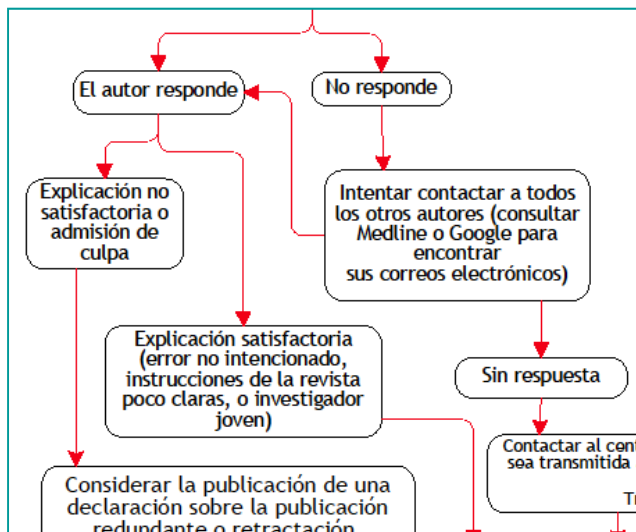 El autor responde
No responde
Explicación no
satisfactoria o
admisión de
culpa
Intentar contactar a todos
los otros autores (consultar
Medline o Google para
encontrar
sus correos electrónicos)
Explicación satisfactoria
(error no intencionado,
instrucciones de la revista
poco claras, o investigador
joven)
Sin respuesta
Contactar al
sea transmitida
Considerar la publicación de una
declaración sobre la publicación
redundante o retractación